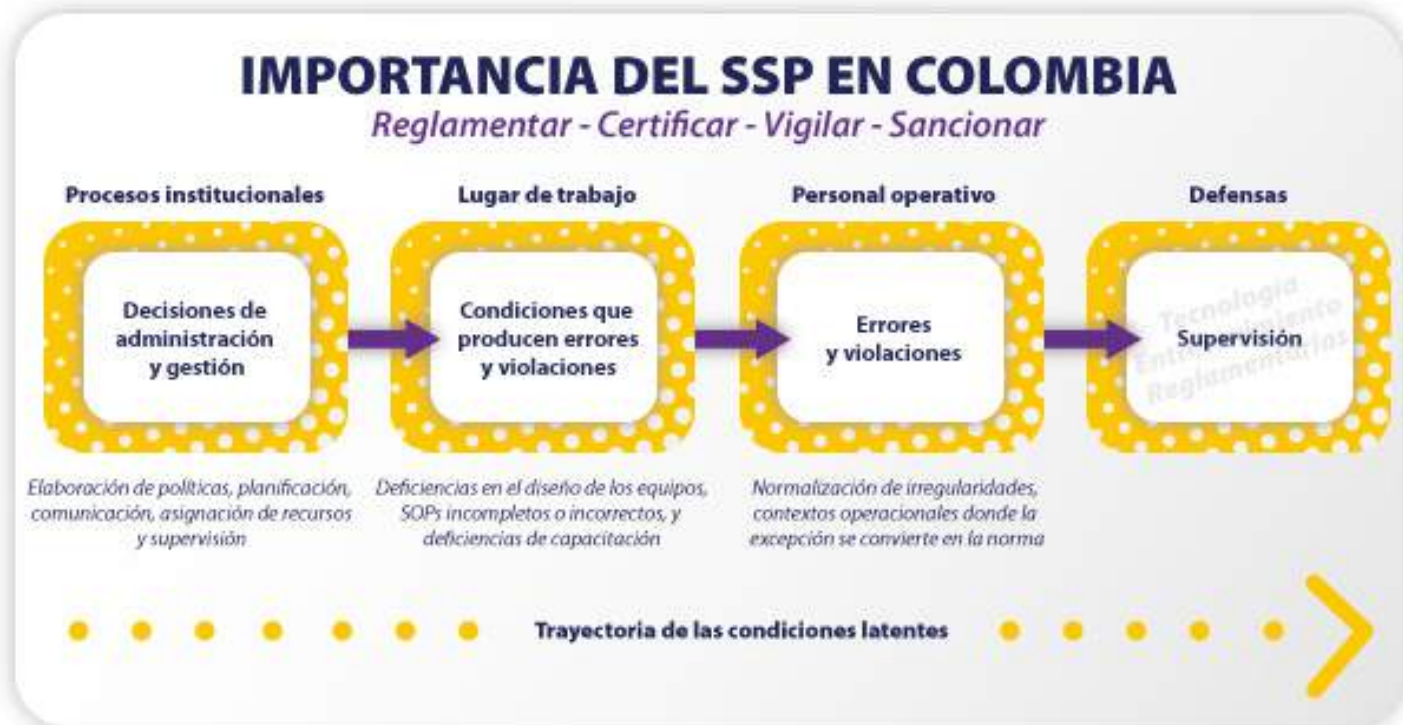 IMPORTANCIA DEL SSP EN COLOMBIA
Reglamentar - Certificar - Vigilar - Sancionar
Procesos institucionales
Decisiones de
administración
y gestión
Elaboración de políticas, planificación,
comunicación, asignación de recursos
y supervisión
Lugar de trabajo
Condiciones que
producen errores
y violaciones
Deficiencias en el diseño de los equipos,
SOPs incompletos o incorrectos, y
deficiencias de capacitación
Personal operativo
Errores
y violaciones
Normalización de irregularidades,
contextos operacionales donde la
excepción se convierte en la norma
Defensas
Tecnología
Reglamentarios
Supervisión
Trayectoria de las condiciones latentes